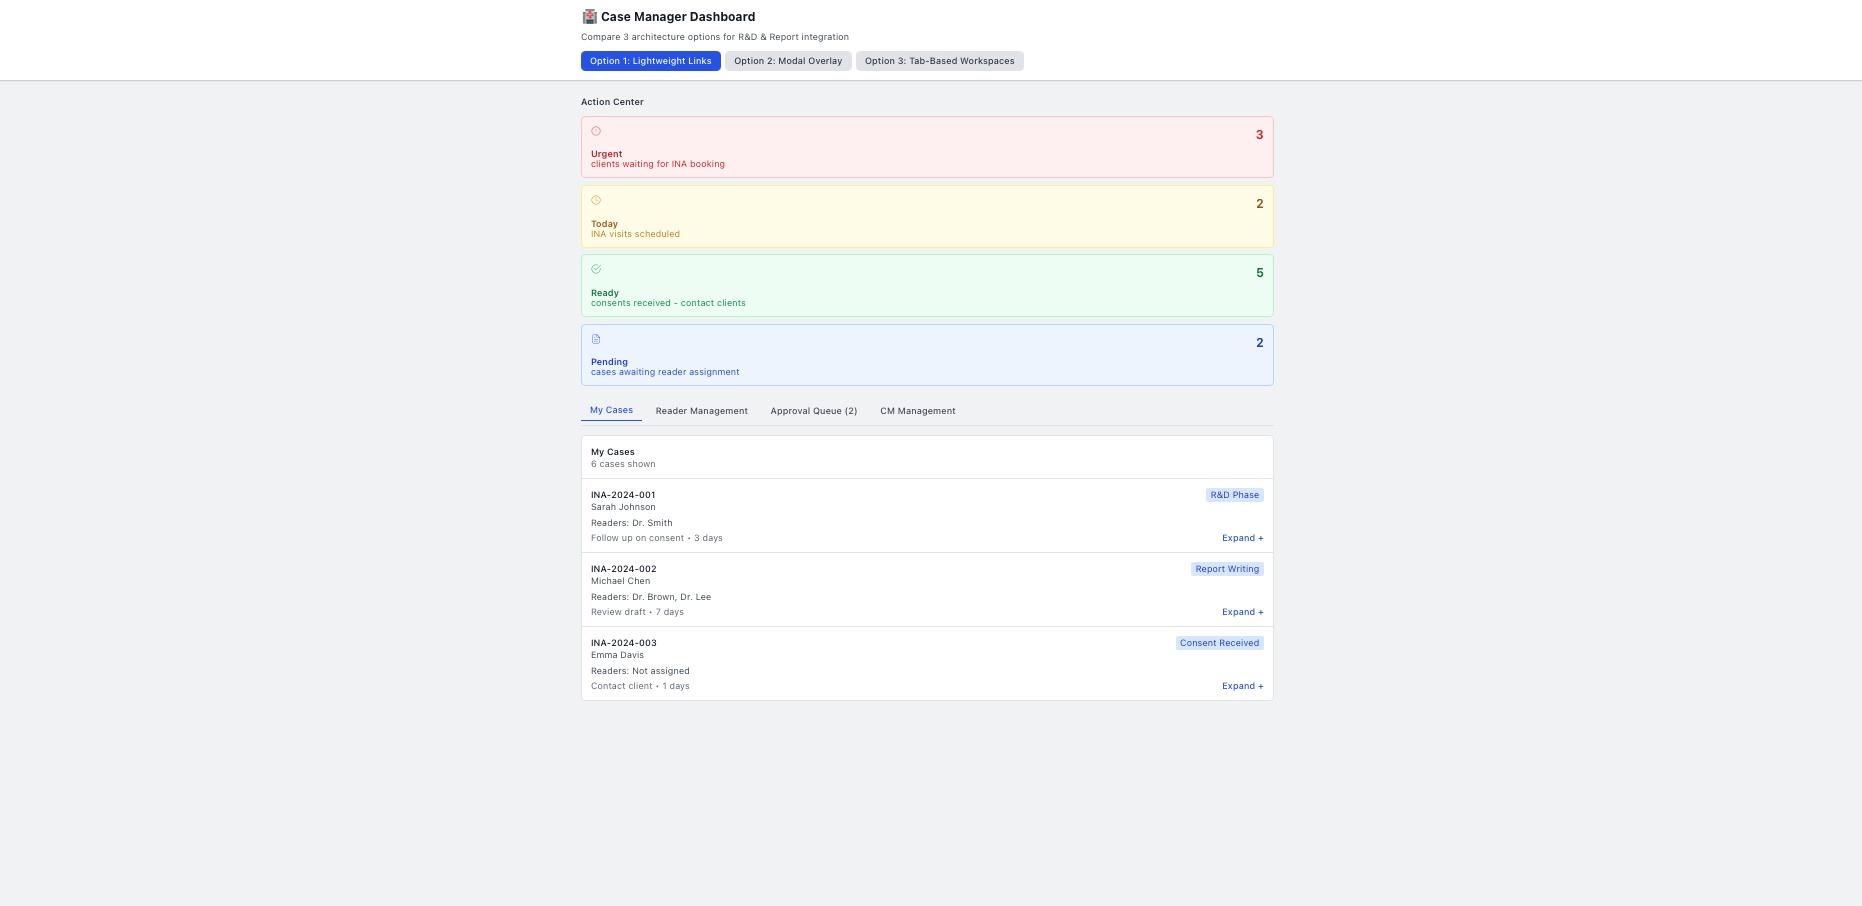 Case Manager Dashboard
Compare 3 architecture options for R&D & Report integration
Option 1: Lightweight Links
Option 2: Modal Overlay
Option 3: Tab-Based Workspaces
Action Center
3
Urgent
clients waiting for INA booking
2
Today
INA visits scheduled
5
Ready
consents received - contact clients
2
Pending
cases awaiting reader assignment
My Cases
Reader Management
Approval Queue (2)
CM Management
My Cases
6 cases shown
INA-2024-001
R&D Phase
Sarah Johnson
Readers: Dr. Smith
Follow up on consent • 3 days
Expand +
INA-2024-002
Report Writing
Michael Chen
Readers: Dr. Brown, Dr. Lee
Review draft • 7 days
Expand +
INA-2024-003
Consent Received
Emma Davis
Readers: Not assigned
Contact client • 1 days
Expand +